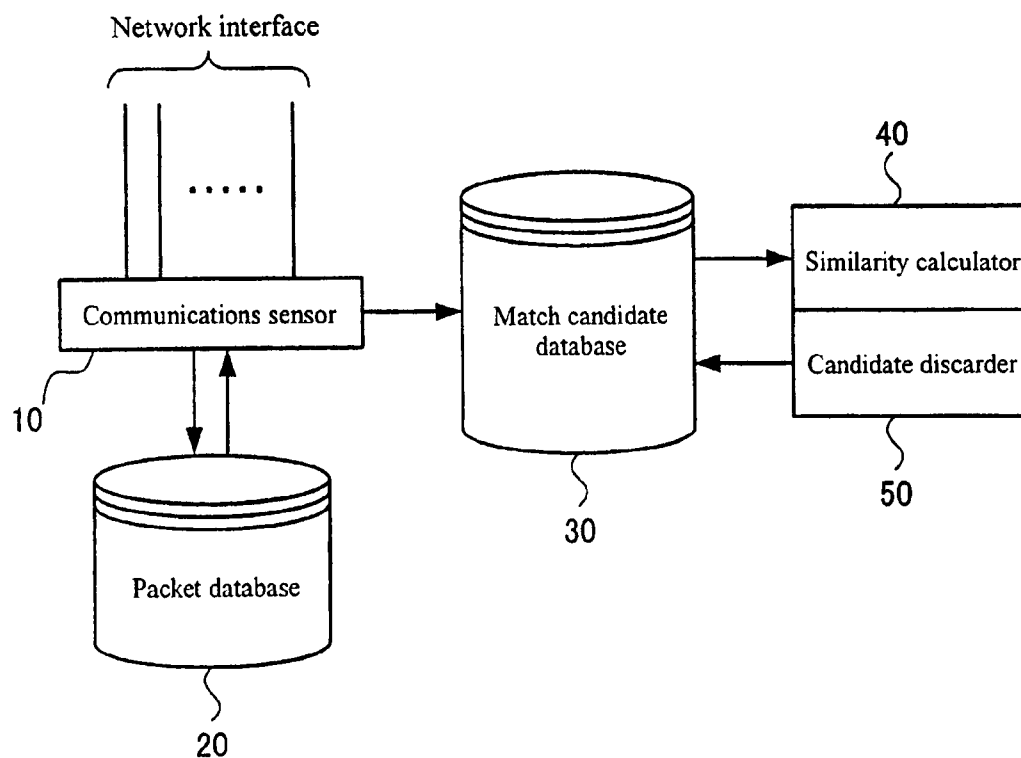 Network interface
.....
40
Similarity calculator
Communications sensor
Match candidate
database
Candidate discarder
10
50
30
Packet database
20